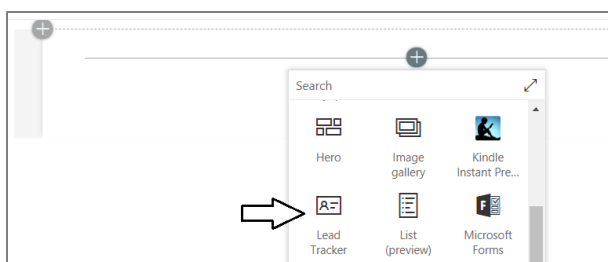 Search
Hero
Image
gallery
Kindle
Instant Pre...
Lead
Tracker
List
(preview)
Microsoft
Forms